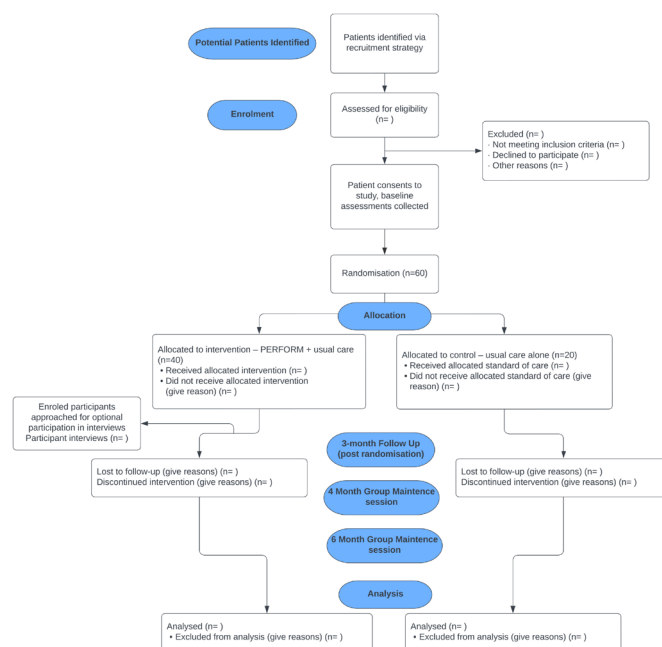 Potential Patients Identified
Patients identified via
recruitment strategy
Enrolment
Assessed for eligibility
(n= )
Excluded (n= )
· Not meeting inclusion criteria (n= )
· Declined to participate (n= )
· Other reasons (n= )
Patient consents to
study, baseline
assessments collected
Randomisation (n=60)
Allocation
Allocated to intervention – PERFORM + usual care
(n=40)
• Received allocated intervention (n= )
• Did not receive allocated intervention
(give reason) (n= )
Allocated to control – usual care alone (n=20)
• Received allocated standard of care (n= )
• Did not receive allocated standard of care (give
reason) (n= )
Enroled participants
approached for optional
participation in interviews
Participant interviews (n= )
3-month Follow Up
(post randomisation)
Lost to follow-up (give reasons) (n= )
Discontinued intervention (give reasons) (n= )
Lost to follow-up (give reasons) (n= )
Discontinued intervention (give reasons) (n= )
4 Month Group Maintence
session
6 Month Group Maintence
session
Analysis
Analysed (n= )
• Excluded from analysis (give reasons) (n= )
Analysed (n= )
• Excluded from analysis (give reasons) (n= )